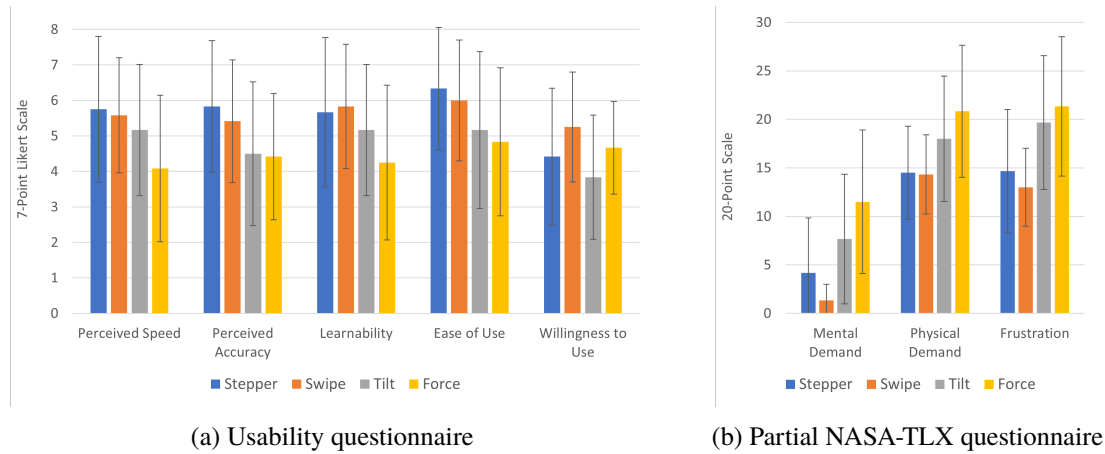 8
7
6
5
4
3
2
1
0
7-Point Likert Scale
Perceived Speed
Perceived
Accuracy
Learnability
Ease of Use
Willingness to
Use
Stepper Swipe Tilt Force
(a) Usability questionnaire
30
25
20
15
10
5
0
20-Point Scale
Mental
Demand
Physical
Demand
Frustration
Stepper Swipe Tilt Force
(b) Partial NASA-TLX questionnaire